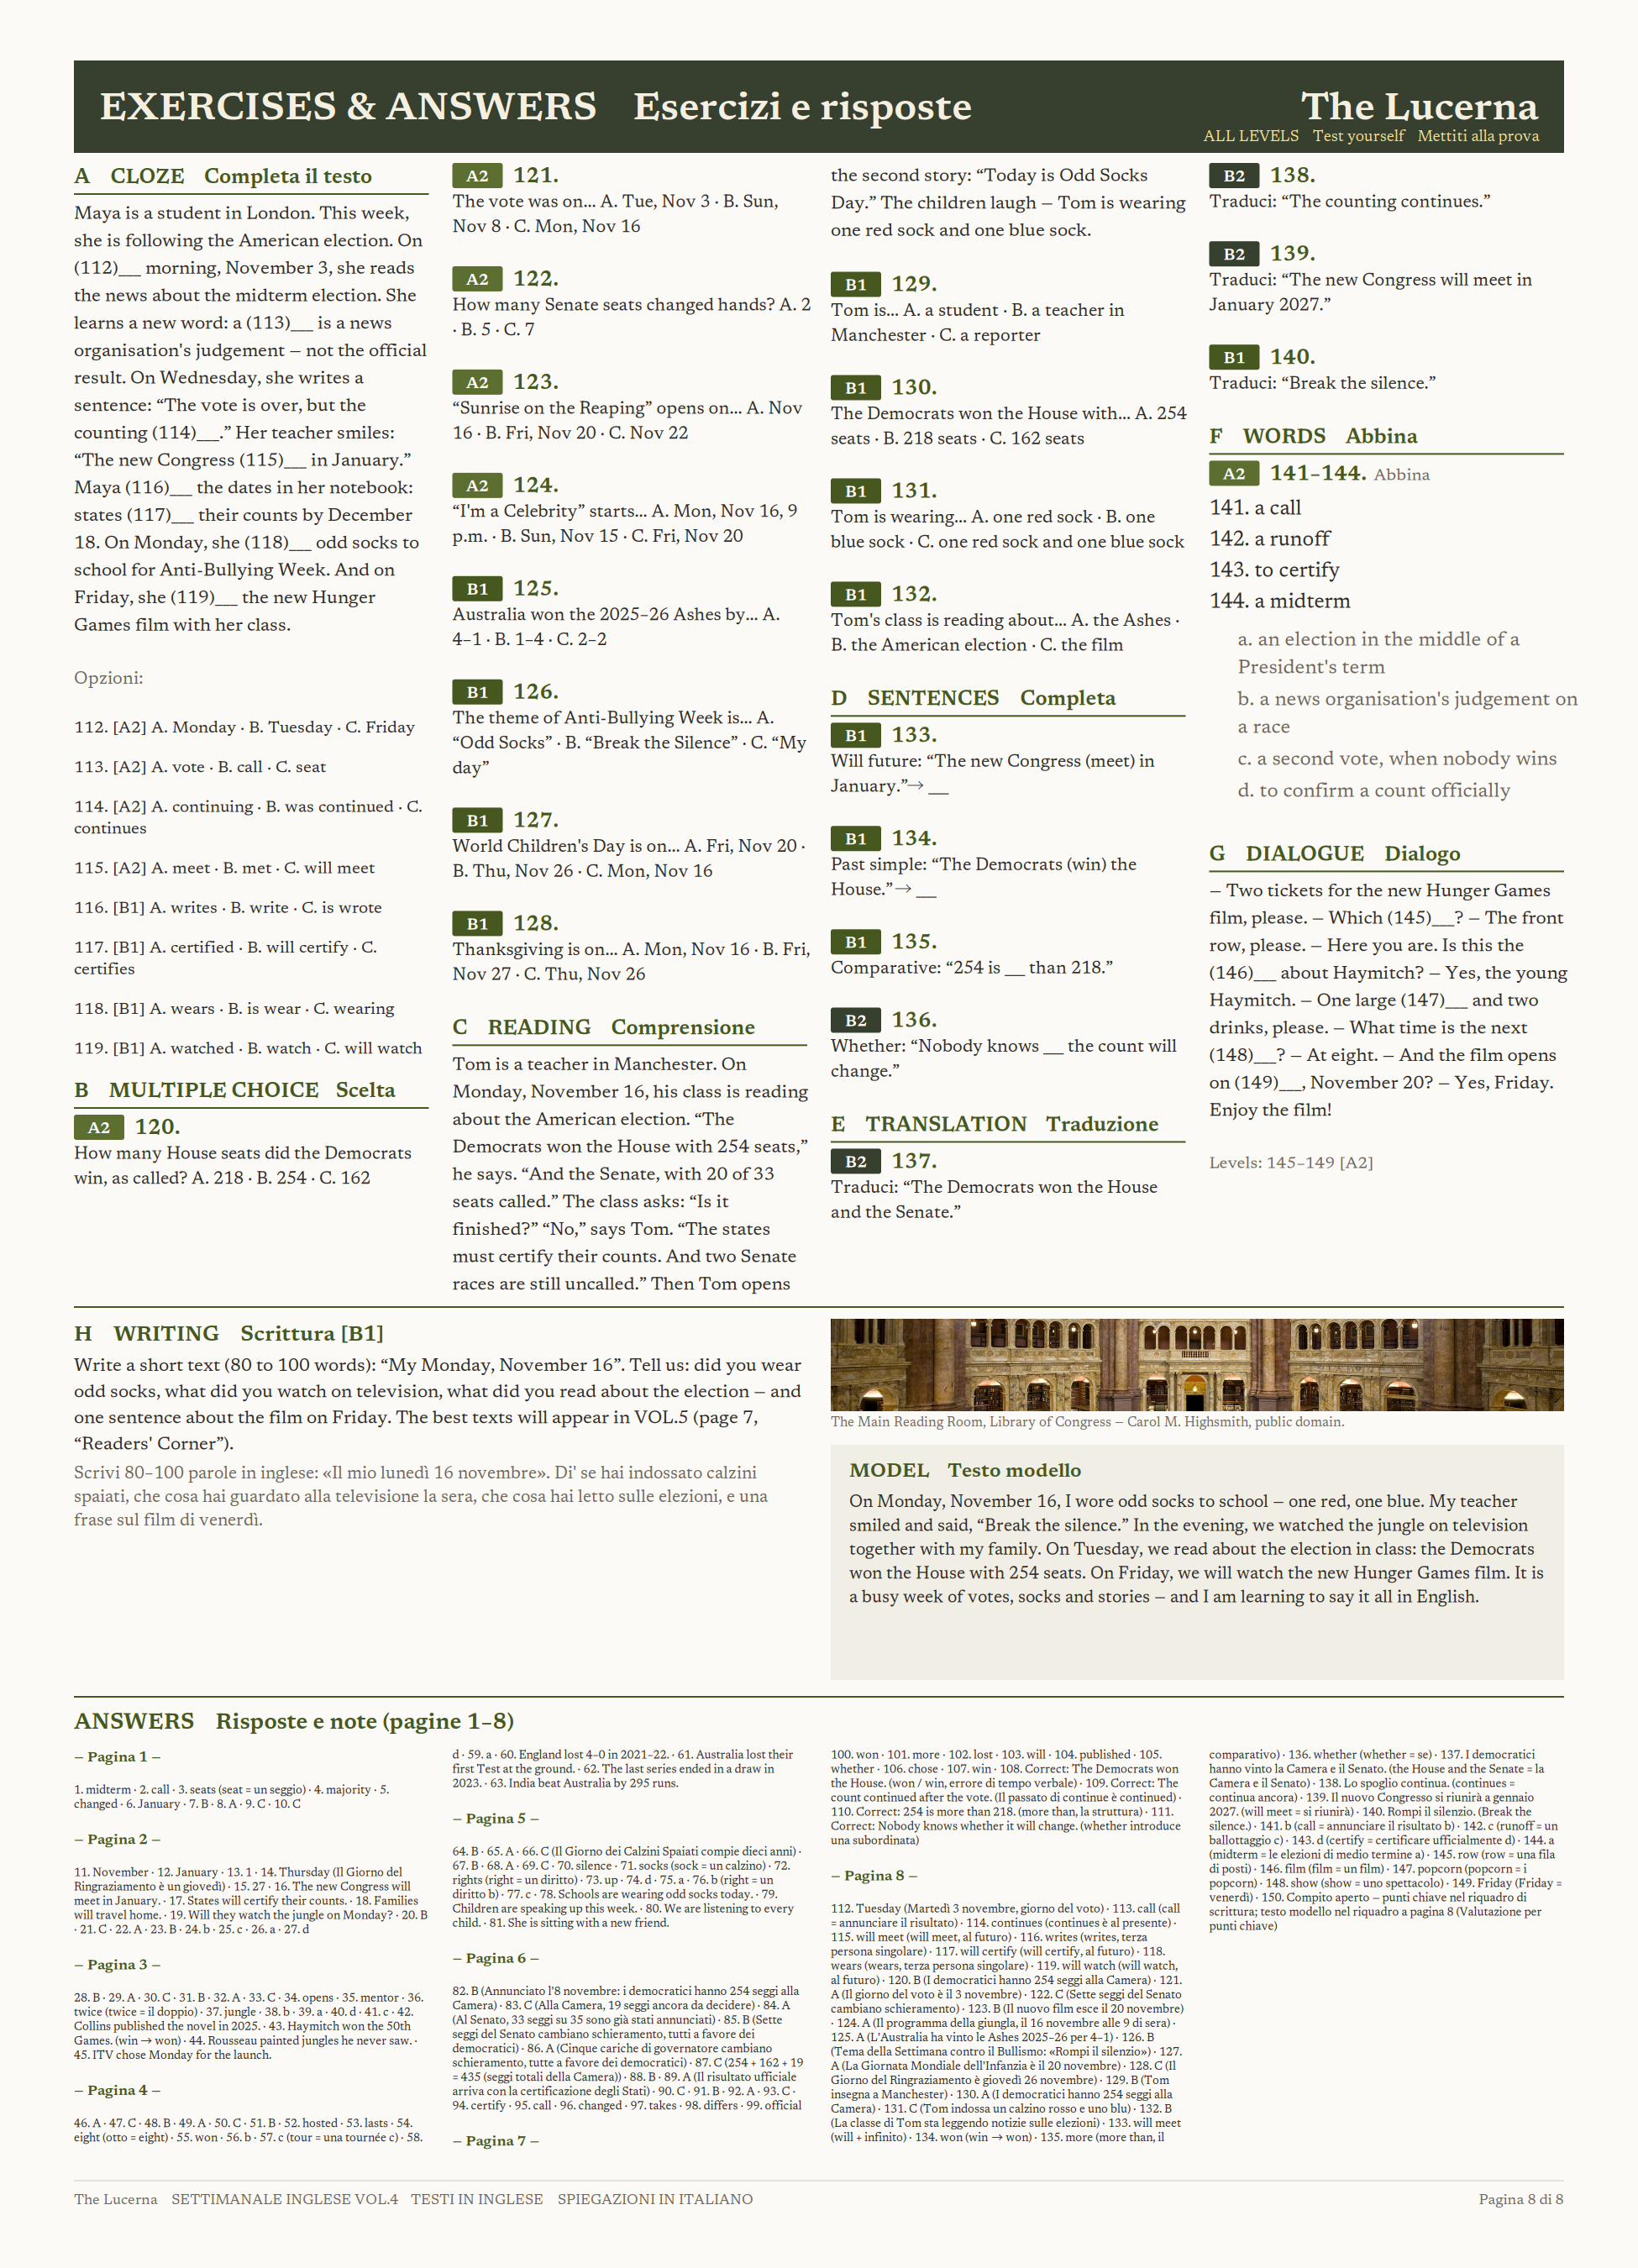 EXERCISES & ANSWERS Esercizi e risposte
The Lucerna
ALL LEVELS Test yourself Mettiti alla prova
A CLOZE Completa il testo
Maya is a student in London. This week,
she is following the American election. On
(112)___ morning, November 3, she reads
the news about the midterm election. She
learns a new word: a (113)___ is a news
organisation's judgement – not the official
result. On Wednesday, she writes a
sentence: “The vote is over, but the
counting (114)___.” Her teacher smiles:
“The new Congress (115)___ in January.”
Maya (116)___ the dates in her notebook:
states (117)___ their counts by December
18. On Monday, she (118)___ odd socks to
school for Anti-Bullying Week. And on
Friday, she (119)___ the new Hunger
Games film with her class.
Opzioni:
112. [A2] A. Monday · B. Tuesday · C. Friday
113. [A2] A. vote · B. call · C. seat
114. [A2] A. continuing · B. was continued · C.
continues
115. [A2] A. meet · B. met · C. will meet
116. [B1] A. writes · B. write · C. is wrote
117. [B1] A. certified · B. will certify · C.
certifies
118. [B1] A. wears · B. is wear · C. wearing
119. [B1] A. watched · B. watch · C. will watch
B MULTIPLE CHOICE Scelta
A2 120.
How many House seats did the Democrats
win, as called? A. 218 · B. 254 · C. 162
A2 121.
The vote was on... A. Tue, Nov 3 · B. Sun,
Nov 8 · C. Mon, Nov 16
A2 122.
How many Senate seats changed hands? A. 2
· B. 5 · C. 7
A2 123.
“Sunrise on the Reaping” opens on... A. Nov
16 · B. Fri, Nov 20 · C. Nov 22
A2 124.
“I'm a Celebrity” starts... A. Mon, Nov 16, 9
p.m. · B. Sun, Nov 15 · C. Fri, Nov 20
B1 125.
Australia won the 2025–26 Ashes by... A.
4–1 · B. 1–4 · C. 2–2
B1 126.
The theme of Anti-Bullying Week is... A.
“Odd Socks” · B. “Break the Silence” · C. “My
day”
B1 127.
World Children's Day is on... A. Fri, Nov 20 ·
B. Thu, Nov 26 · C. Mon, Nov 16
B1 128.
Thanksgiving is on... A. Mon, Nov 16 · B. Fri,
Nov 27 · C. Thu, Nov 26
C READING Comprensione
Tom is a teacher in Manchester. On
Monday, November 16, his class is reading
about the American election. “The
Democrats won the House with 254 seats,”
he says. “And the Senate, with 20 of 33
seats called.” The class asks: “Is it
finished?” “No,” says Tom. “The states
must certify their counts. And two Senate
races are still uncalled.” Then Tom opens
the second story: “Today is Odd Socks
Day.” The children laugh – Tom is wearing
one red sock and one blue sock.
B1 129.
Tom is... A. a student · B. a teacher in
Manchester · C. a reporter
B1 130.
The Democrats won the House with... A. 254
seats · B. 218 seats · C. 162 seats
B1 131.
Tom is wearing... A. one red sock · B. one
blue sock · C. one red sock and one blue sock
B1 132.
Tom's class is reading about... A. the Ashes ·
B. the American election · C. the film
D SENTENCES Completa
B1 133.
Will future: “The new Congress (meet) in
January.”→ __
B1 134.
Past simple: “The Democrats (win) the
House.”→ __
B1 135.
Comparative: “254 is __ than 218.”
B2 136.
Whether: “Nobody knows __ the count will
change.”
E TRANSLATION Traduzione
B2 137.
Traduci: “The Democrats won the House
and the Senate.”
B2 138.
Traduci: “The counting continues.”
B2 139.
Traduci: “The new Congress will meet in
January 2027.”
B1 140.
Traduci: “Break the silence.”
F WORDS Abbina
A2 141–144. Abbina
141. a call
142. a runoff
143. to certify
144. a midterm
a. an election in the middle of a
President's term
b. a news organisation's judgement on
a race
c. a second vote, when nobody wins
d. to confirm a count officially
G DIALOGUE Dialogo
– Two tickets for the new Hunger Games
film, please. – Which (145)___? – The front
row, please. – Here you are. Is this the
(146)___ about Haymitch? – Yes, the young
Haymitch. – One large (147)___ and two
drinks, please. – What time is the next
(148)___? – At eight. – And the film opens
on (149)___, November 20? – Yes, Friday.
Enjoy the film!
Levels: 145–149 [A2]
H WRITING Scrittura [B1]
Write a short text (80 to 100 words): “My Monday, November 16”. Tell us: did you wear
odd socks, what did you watch on television, what did you read about the election – and
one sentence about the film on Friday. The best texts will appear in VOL.5 (page 7,
“Readers' Corner”).
Scrivi 80–100 parole in inglese: «Il mio lunedì 16 novembre». Di' se hai indossato calzini
spaiati, che cosa hai guardato alla televisione la sera, che cosa hai letto sulle elezioni, e una
frase sul film di venerdì.
The Main Reading Room, Library of Congress – Carol M. Highsmith, public domain.
MODEL Testo modello
On Monday, November 16, I wore odd socks to school – one red, one blue. My teacher
smiled and said, “Break the silence.” In the evening, we watched the jungle on television
together with my family. On Tuesday, we read about the election in class: the Democrats
won the House with 254 seats. On Friday, we will watch the new Hunger Games film. It is
a busy week of votes, socks and stories – and I am learning to say it all in English.
ANSWERS Risposte e note (pagine 1–8)
– Pagina 1 –
1. midterm · 2. call · 3. seats (seat = un seggio) · 4. majority · 5.
changed · 6. January · 7. B · 8. A · 9. C · 10. C
– Pagina 2 –
11. November · 12. January · 13. 1 · 14. Thursday (Il Giorno del
Ringraziamento è un giovedì) · 15. 27 · 16. The new Congress will
meet in January. · 17. States will certify their counts. · 18. Families
will travel home. · 19. Will they watch the jungle on Monday? · 20. B
· 21. C · 22. A · 23. B · 24. b · 25. c · 26. a · 27. d
– Pagina 3 –
28. B · 29. A · 30. C · 31. B · 32. A · 33. C · 34. opens · 35. mentor · 36.
twice (twice = il doppio) · 37. jungle · 38. b · 39. a · 40. d · 41. c · 42.
Collins published the novel in 2025. · 43. Haymitch won the 50th
Games. (win → won) · 44. Rousseau painted jungles he never saw. ·
45. ITV chose Monday for the launch.
– Pagina 4 –
46. A · 47. C · 48. B · 49. A · 50. C · 51. B · 52. hosted · 53. lasts · 54.
eight (otto = eight) · 55. won · 56. b · 57. c (tour = una tournée c) · 58.
d · 59. a · 60. England lost 4–0 in 2021–22. · 61. Australia lost their
first Test at the ground. · 62. The last series ended in a draw in
2023. · 63. India beat Australia by 295 runs.
– Pagina 5 –
64. B · 65. A · 66. C (Il Giorno dei Calzini Spaiati compie dieci anni) ·
67. B · 68. A · 69. C · 70. silence · 71. socks (sock = un calzino) · 72.
rights (right = un diritto) · 73. up · 74. d · 75. a · 76. b (right = un
diritto b) · 77. c · 78. Schools are wearing odd socks today. · 79.
Children are speaking up this week. · 80. We are listening to every
child. · 81. She is sitting with a new friend.
– Pagina 6 –
82. B (Annunciato l'8 novembre: i democratici hanno 254 seggi alla
Camera) · 83. C (Alla Camera, 19 seggi ancora da decidere) · 84. A
(Al Senato, 33 seggi su 35 sono già stati annunciati) · 85. B (Sette
seggi del Senato cambiano schieramento, tutti a favore dei
democratici) · 86. A (Cinque cariche di governatore cambiano
schieramento, tutte a favore dei democratici) · 87. C (254 + 162 + 19
= 435 (seggi totali della Camera)) · 88. B · 89. A (Il risultato ufficiale
arriva con la certificazione degli Stati) · 90. C · 91. B · 92. A · 93. C ·
94. certify · 95. call · 96. changed · 97. takes · 98. differs · 99. official
– Pagina 7 –
100. won · 101. more · 102. lost · 103. will · 104. published · 105.
whether · 106. chose · 107. win · 108. Correct: The Democrats won
the House. (won / win, errore di tempo verbale) · 109. Correct: The
count continued after the vote. (Il passato di continue è continued) ·
110. Correct: 254 is more than 218. (more than, la struttura) · 111.
Correct: Nobody knows whether it will change. (whether introduce
una subordinata)
– Pagina 8 –
112. Tuesday (Martedì 3 novembre, giorno del voto) · 113. call (call
= annunciare il risultato) · 114. continues (continues è al presente) ·
115. will meet (will meet, al futuro) · 116. writes (writes, terza
persona singolare) · 117. will certify (will certify, al futuro) · 118.
wears (wears, terza persona singolare) · 119. will watch (will watch,
al futuro) · 120. B (I democratici hanno 254 seggi alla Camera) · 121.
A (Il giorno del voto è il 3 novembre) · 122. C (Sette seggi del Senato
cambiano schieramento) · 123. B (Il nuovo film esce il 20 novembre)
· 124. A (Il programma della giungla, il 16 novembre alle 9 di sera) ·
125. A (L'Australia ha vinto le Ashes 2025–26 per 4–1) · 126. B
(Tema della Settimana contro il Bullismo: «Rompi il silenzio») · 127.
A (La Giornata Mondiale dell'Infanzia è il 20 novembre) · 128. C (Il
Giorno del Ringraziamento è giovedì 26 novembre) · 129. B (Tom
insegna a Manchester) · 130. A (I democratici hanno 254 seggi alla
Camera) · 131. C (Tom indossa un calzino rosso e uno blu) · 132. B
(La classe di Tom sta leggendo notizie sulle elezioni) · 133. will meet
(will + infinito) · 134. won (win → won) · 135. more (more than, il
comparativo) · 136. whether (whether = se) · 137. I democratici
hanno vinto la Camera e il Senato. (the House and the Senate = la
Camera e il Senato) · 138. Lo spoglio continua. (continues =
continua ancora) · 139. Il nuovo Congresso si riunirà a gennaio
2027. (will meet = si riunirà) · 140. Rompi il silenzio. (Break the
silence.) · 141. b (call = annunciare il risultato b) · 142. c (runoff = un
ballottaggio c) · 143. d (certify = certificare ufficialmente d) · 144. a
(midterm = le elezioni di medio termine a) · 145. row (row = una fila
di posti) · 146. film (film = un film) · 147. popcorn (popcorn = i
popcorn) · 148. show (show = uno spettacolo) · 149. Friday (Friday =
venerdì) · 150. Compito aperto – punti chiave nel riquadro di
scrittura; testo modello nel riquadro a pagina 8 (Valutazione per
punti chiave)
The Lucerna SETTIMANALE INGLESE VOL.4 TESTI IN INGLESE SPIEGAZIONI IN ITALIANO
Pagina 8 di 8